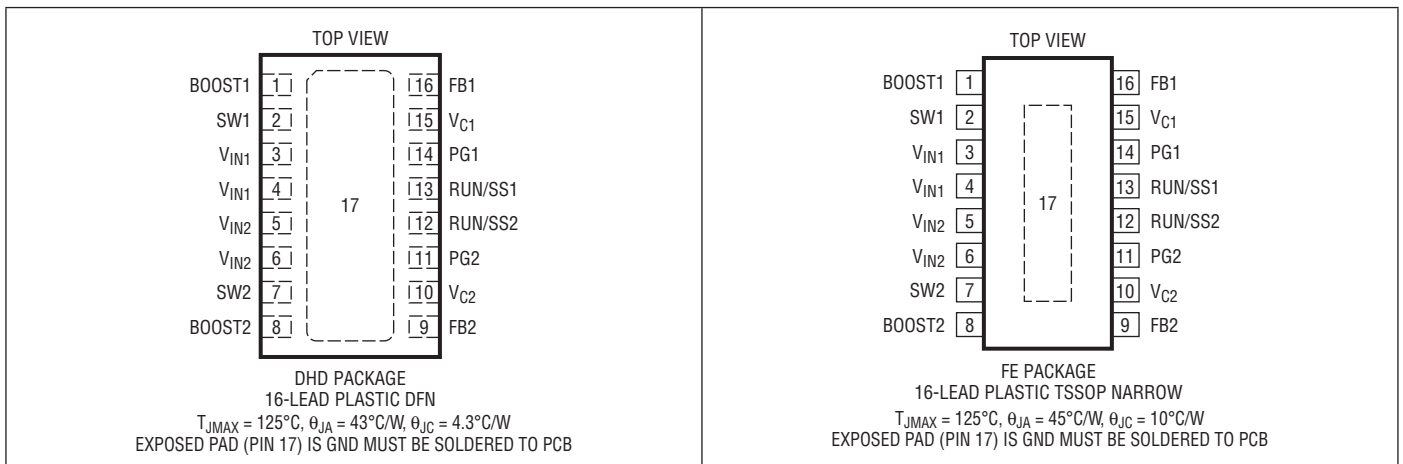 TOP VIEW
BOOST1 1 16 FB1
SW1 2 15 VC1
VIN1 3 14 PG1
VIN1 4 13 RUN/SS1
17
VIN2 5 12 RUN/SS2
VIN2 6 11 PG2
SW2 7 10 VC2
BOOST2 8 9 FB2
DHD PACKAGE
16-LEAD PLASTIC DFN
TJMAX = 125°C, θJA = 43°C/W, θJC = 4.3°C/W
EXPOSED PAD (PIN 17) IS GND MUST BE SOLDERED TO PCB
TOP VIEW
BOOST1 1 16 FB1
SW1 2 15 VC1
VIN1 3 14 PG1
VIN1 4 13 RUN/SS1
17
VIN2 5 12 RUN/SS2
VIN2 6 11 PG2
SW2 7 10 VC2
BOOST2 8 9 FB2
FE PACKAGE
16-LEAD PLASTIC TSSOP NARROW
TJMAX = 125°C, θJA = 45°C/W, θJC = 10°C/W
EXPOSED PAD (PIN 17) IS GND MUST BE SOLDERED TO PCB